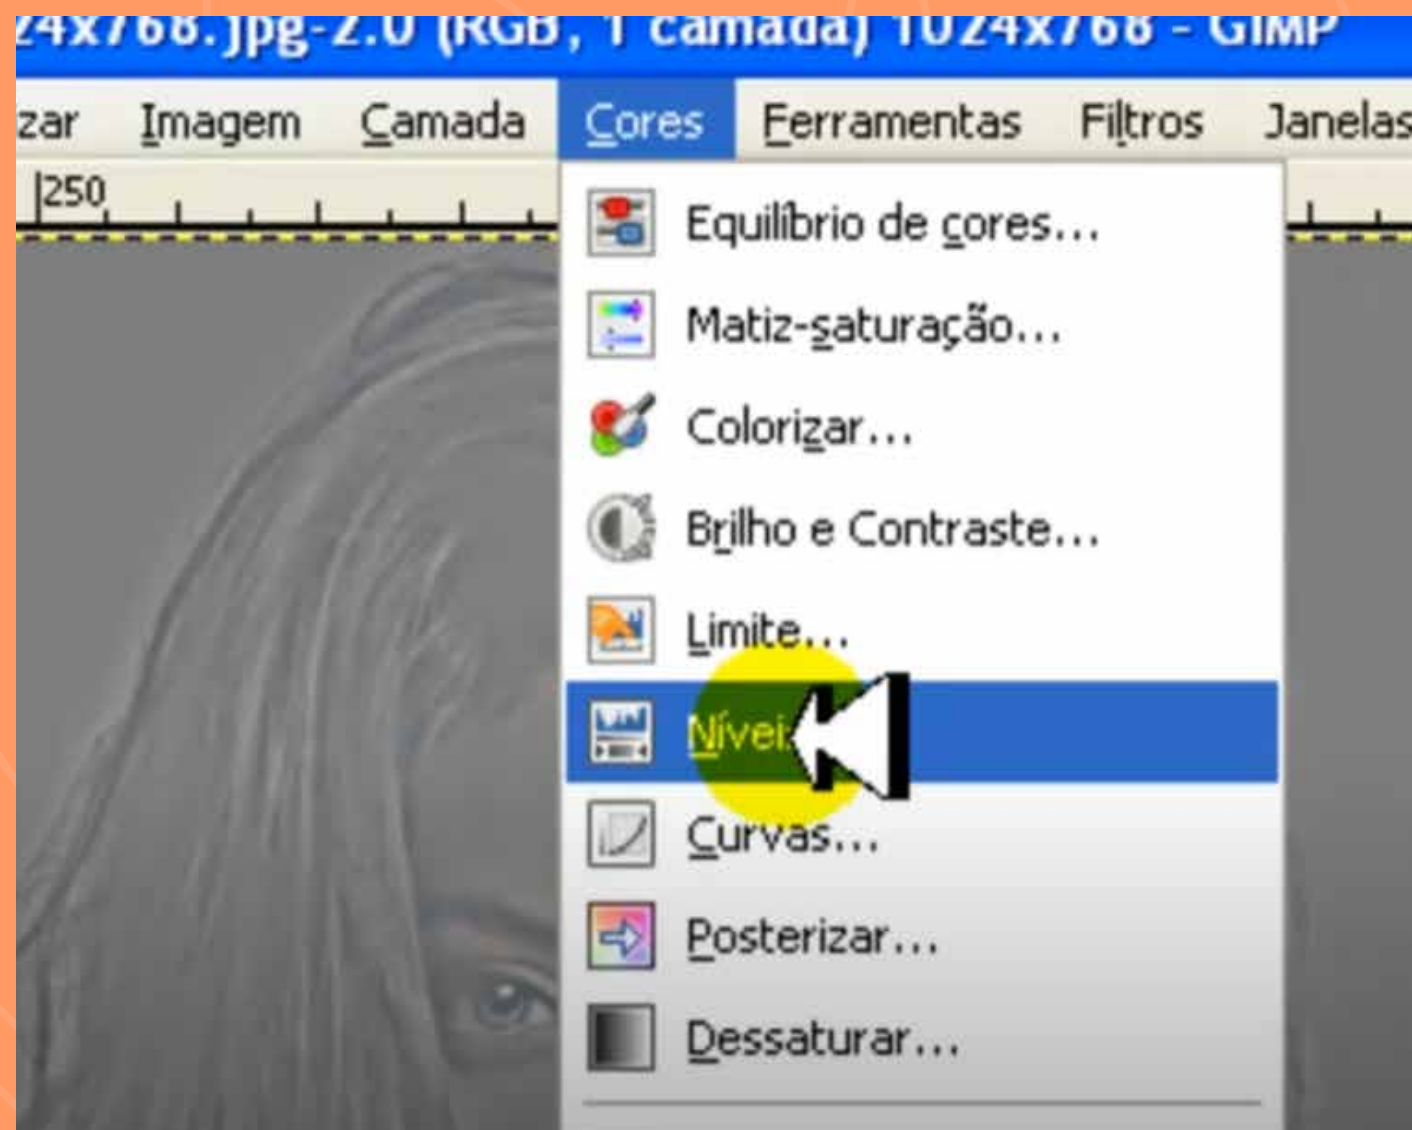 24x768.jpg-2.0 (RGB, 1 camada) 1024x768 - GIMP
zar Imagem Camada Cores Ferramentas Filtros Janelas
250
Equilíbrio de cores...
Matiz-saturação...
Colorizar...
Brilho e Contraste...
Limite...
Nívei
Curvas...
Posterizar...
Dessaturar...